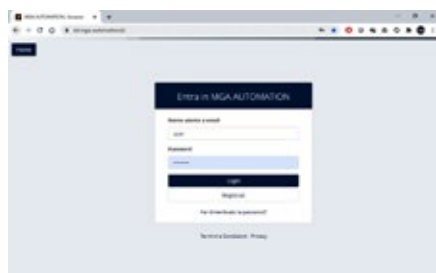 Home
Entra in MGA AUTOMATION
Nome utente o email
Password
Login
Registrati
Hai dimenticato la password?
Termini e Condizioni - Privacy